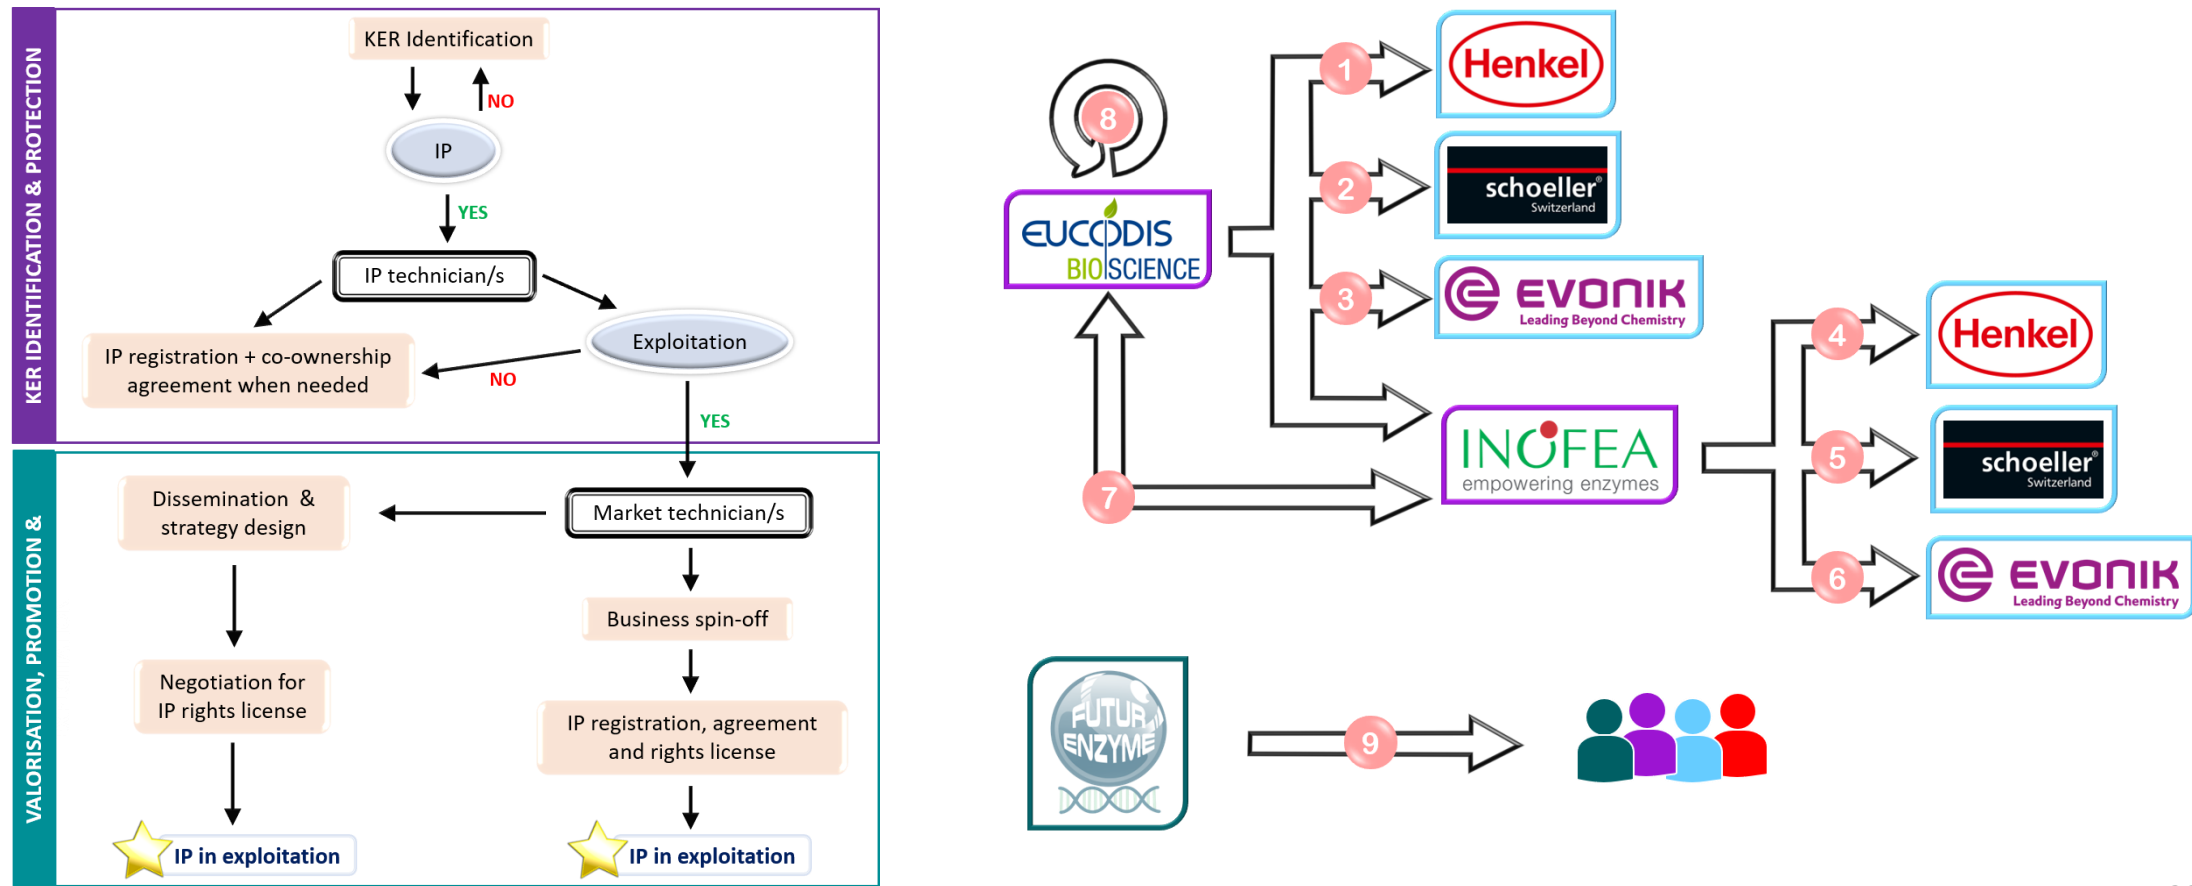 KER IDENTIFICATION & PROTECTION
KER Identification
NO
IP
YES
IP technician/s
IP registration + co-ownership
agreement when needed
NO
Exploitation
YES
VALORISATION, PROMOTION &
Dissemination &
strategy design
Market technician/s
Negotiation for
IP rights license
Business spin-off
IP registration, agreement
and rights license
IP in exploitation
IP in exploitation
8
EUCODIS
BIOSCIENCE
1
Henkel
2
schoeller®
Switzerland
3
EVONIK
Leading Beyond Chemistry
7
INOFEA
empowering enzymes
4
Henkel
5
schoeller®
Switzerland
6
EVONIK
Leading Beyond Chemistry
FUTUR
ENZYME
9